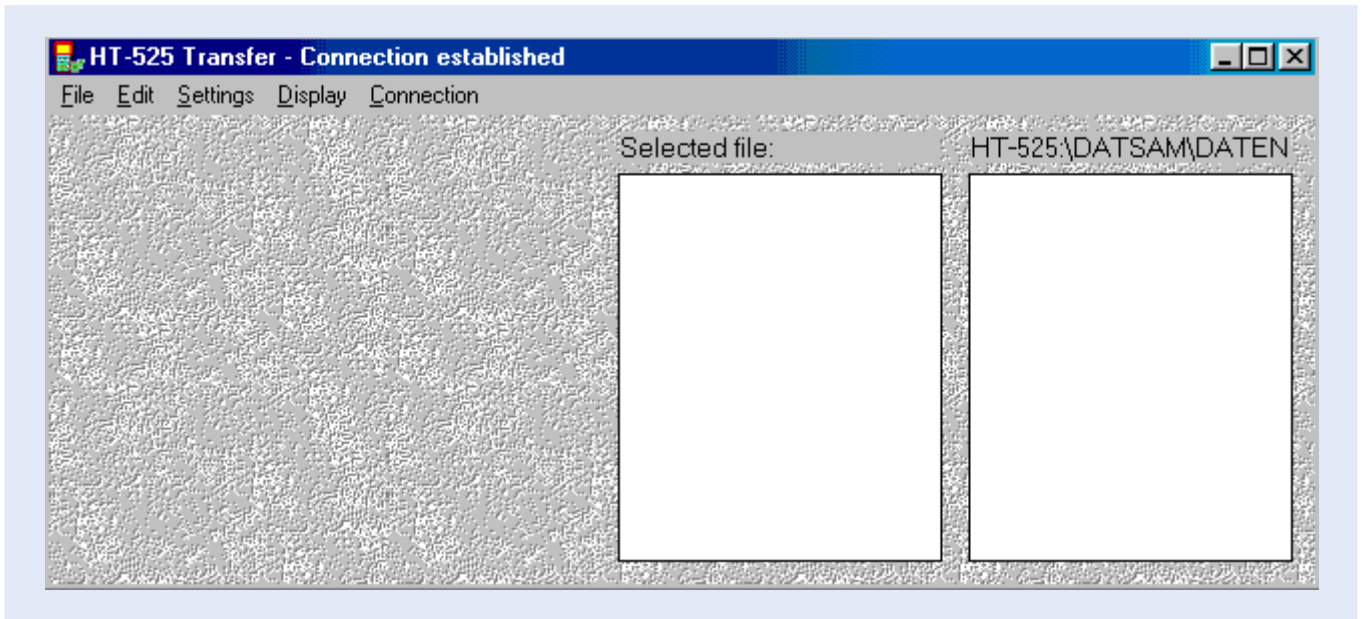 HT-525 Transfer - Connection established
File Edit Settings Display Connection
Selected file:
HT-525:\DATSAM\DATEN